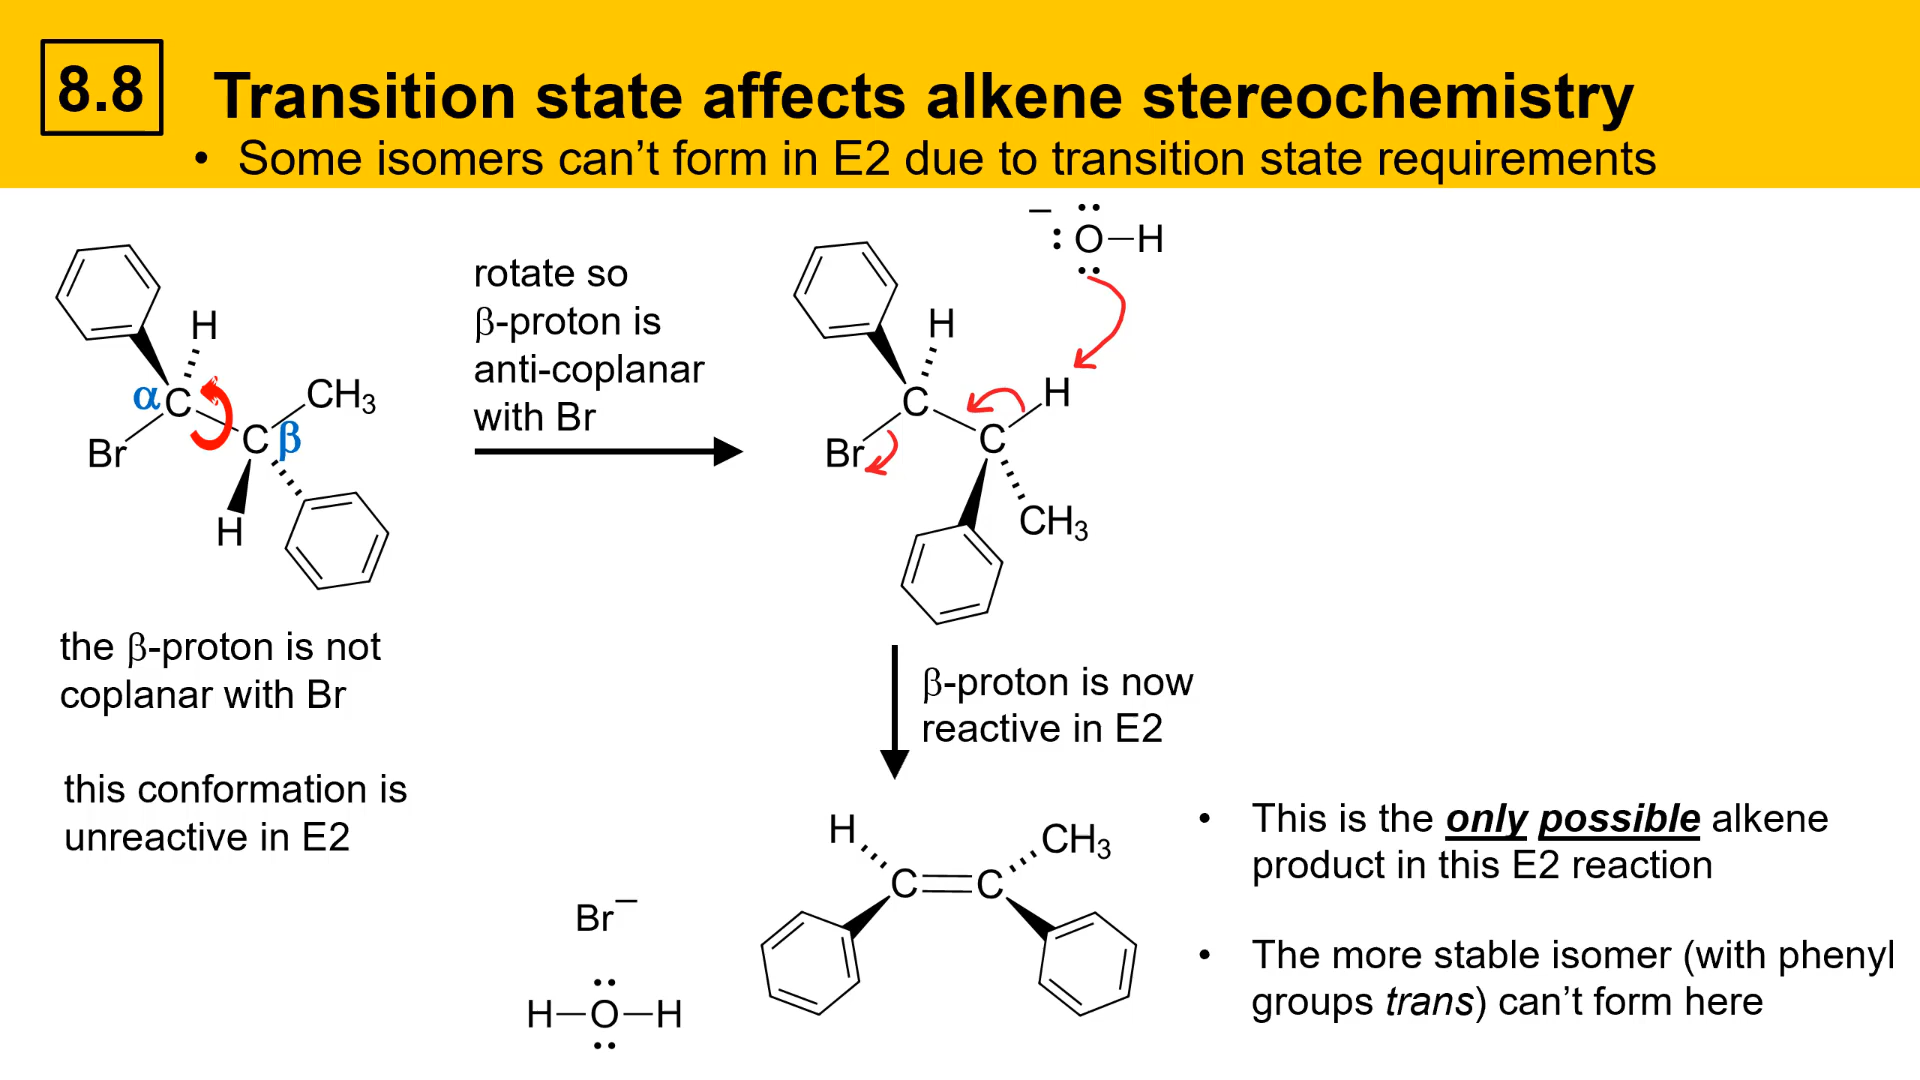 8.8
Transition state affects alkene stereochemistry
• Some isomers can't form in E2 due to transition state requirements
H
α C
CH₃
Br
C β
H
rotate so
β-proton is
anti-coplanar
with Br
− :O—H
H
H
C
C
Br
CH₃
the β-proton is not
coplanar with Br
this conformation is
unreactive in E2
β-proton is now
reactive in E2
H
CH₃
C=C
Br−
H—O—H
• This is the only possible alkene
product in this E2 reaction
• The more stable isomer (with phenyl
groups trans) can't form here